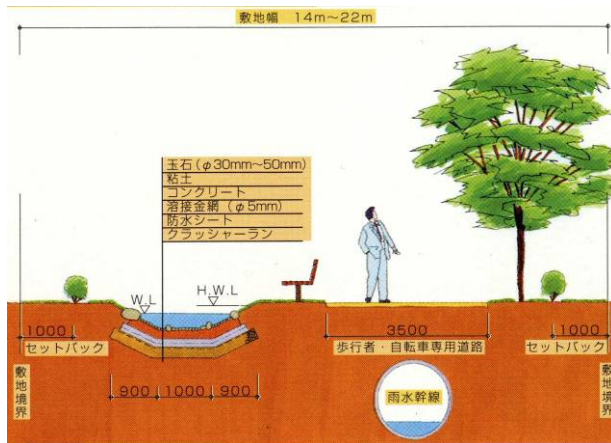 敷地幅 14m～22m
玉石(φ30mm～50mm)
粘土
コンクリート
溶接金網(φ5mm)
防水シート
クラッシャーラン
W.L
H.W.L
1000
セットバック
3500
歩行者・自転車専用道路
1000
セットバック
敷地境界
900
1000
900
雨水幹線
敷地境界